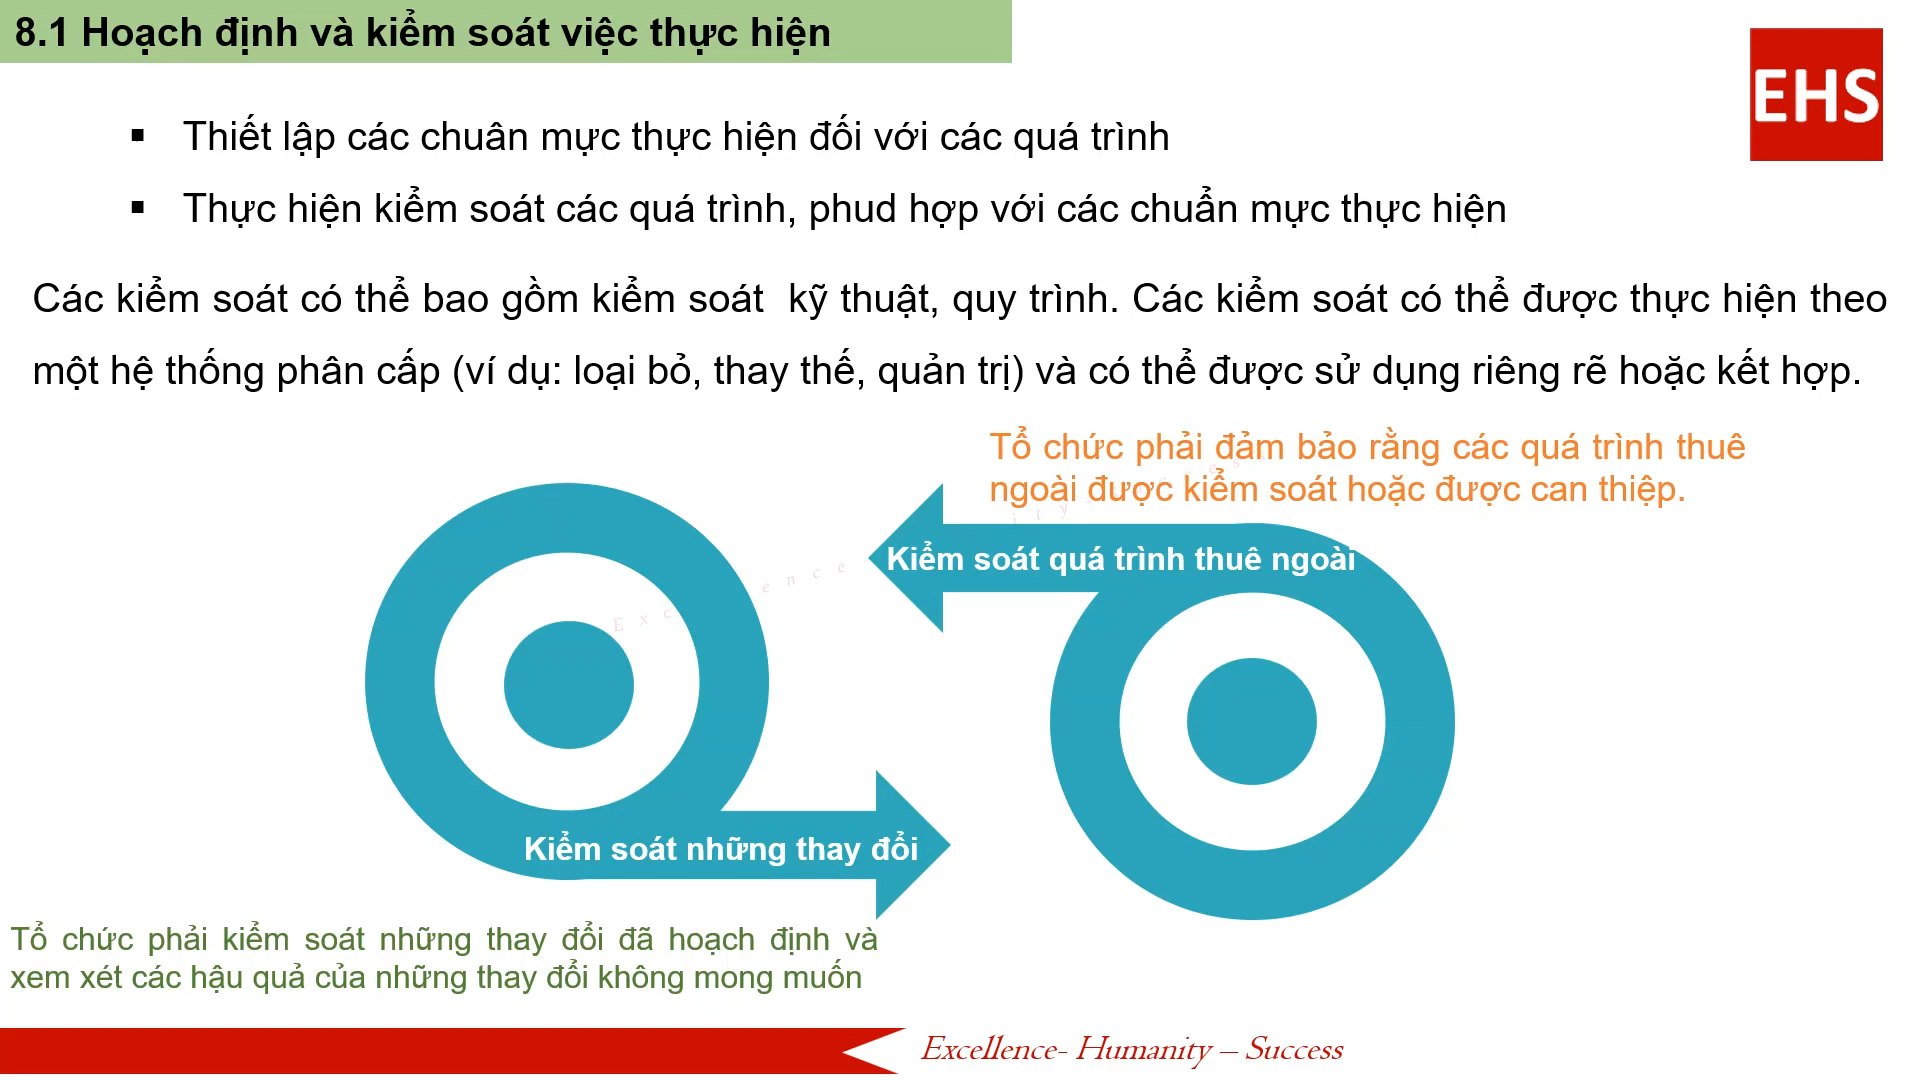 8.1 Hoạch định và kiểm soát việc thực hiện
EHS
▪ Thiết lập các chuân mực thực hiện đối với các quá trình
▪ Thực hiện kiểm soát các quá trình, phud hợp với các chuẩn mực thực hiện
Các kiểm soát có thể bao gồm kiểm soát kỹ thuật, quy trình. Các kiểm soát có thể được thực hiện theo
một hệ thống phân cấp (ví dụ: loại bỏ, thay thế, quản trị) và có thể được sử dụng riêng rẽ hoặc kết hợp.
Tổ chức phải đảm bảo rằng các quá trình thuê
ngoài được kiểm soát hoặc được can thiệp.
Kiểm soát quá trình thuê ngoài
Kiểm soát những thay đổi
Tổ chức phải kiểm soát những thay đổi đã hoạch định và
xem xét các hậu quả của những thay đổi không mong muốn
Excellence- Humanity – Success